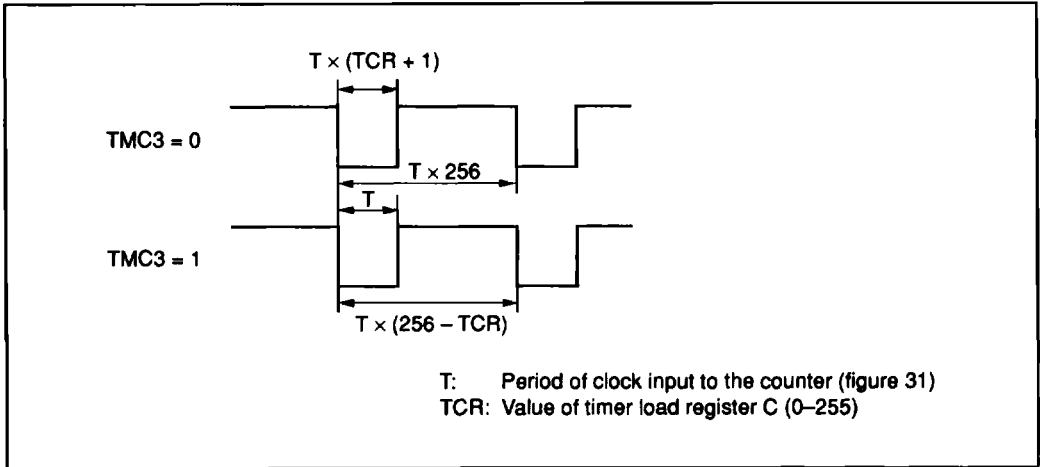 T × (TCR + 1)
TMC3 = 0
T × 256
T
TMC3 = 1
T × (256 – TCR)
T: Period of clock input to the counter (figure 31)
TCR: Value of timer load register C (0–255)